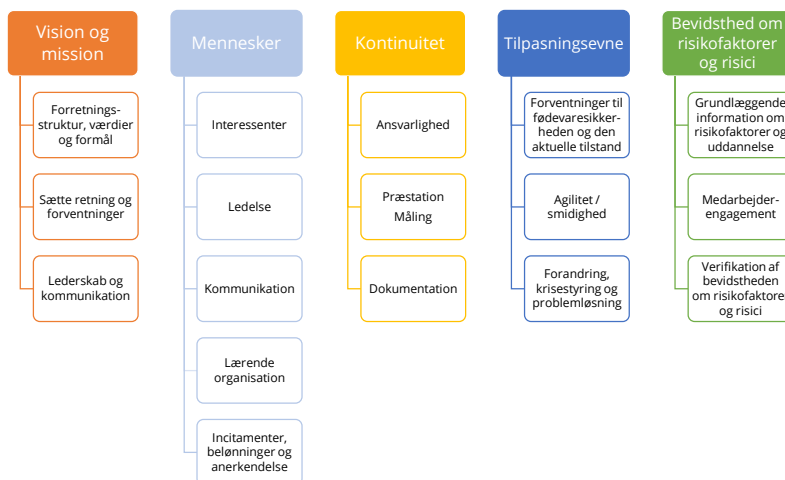 Vision og
mission
Forretnings-
struktur, værdier
og formål
Sætte retning og
forventninger
Lederskab og
kommunikation
Mennesker
Interessenter
Ledelse
Kommunikation
Lærende
organisation
Incitamenter,
belønninger og
anerkendelse
Kontinuitet
Ansvarlighed
Præstation
Måling
Dokumentation
Tilpasningsevne
Forventninger til
fødevaresikker-
heden og den
aktuelle tilstand
Agilitet /
smidighed
Forandring,
krisestyring og
problemløsning
Bevidsthed om
risikofaktorer
og risici
Grundlæggende
information om
risikofaktorer og
uddannelse
Medarbejder-
engagement
Verifikation af
bevidstheden
om risikofaktorer
og risici